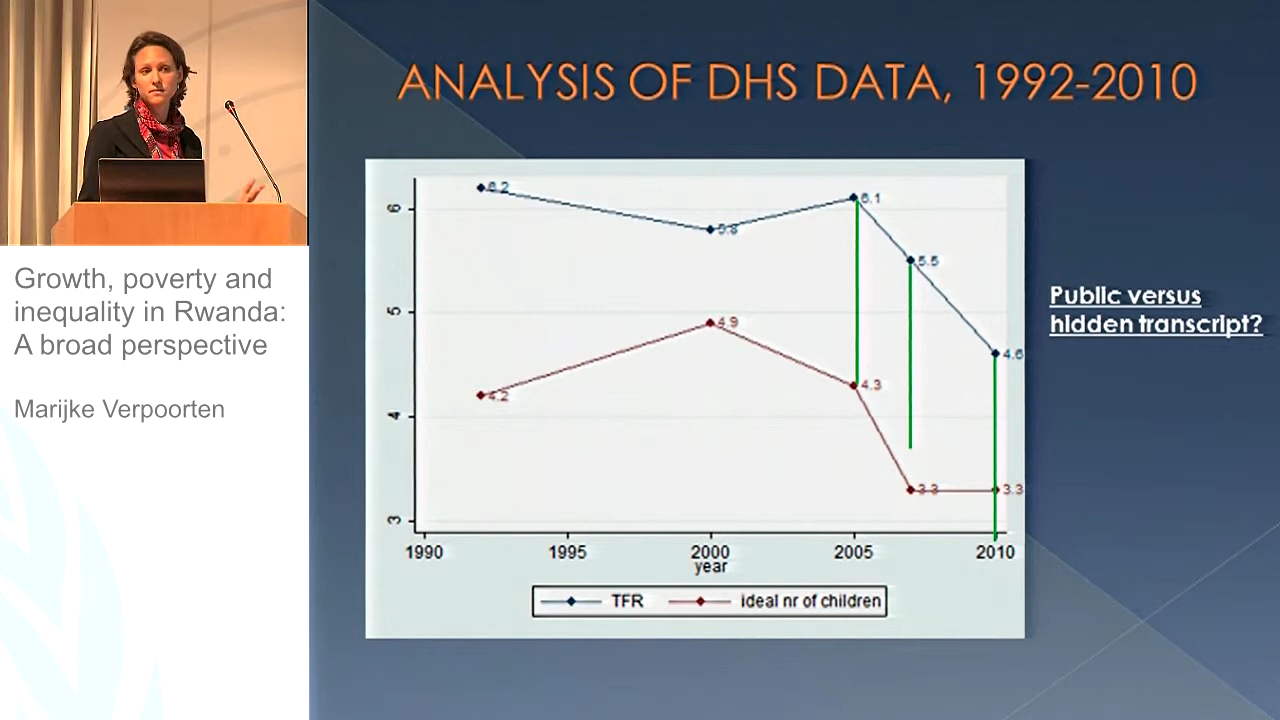 ANALYSIS OF DHS DATA, 1992-2010
Growth, poverty and
inequality in Rwanda:
A broad perspective
Marijke Verpoorten
Public versus
hidden transcript?
6
5
4
3
6.2
5.8
6.1
5.5
4.6
4.2
4.9
4.3
3.3
3.3
1990
1995
2000
2005
2010
year
TFR
Ideal nr of children